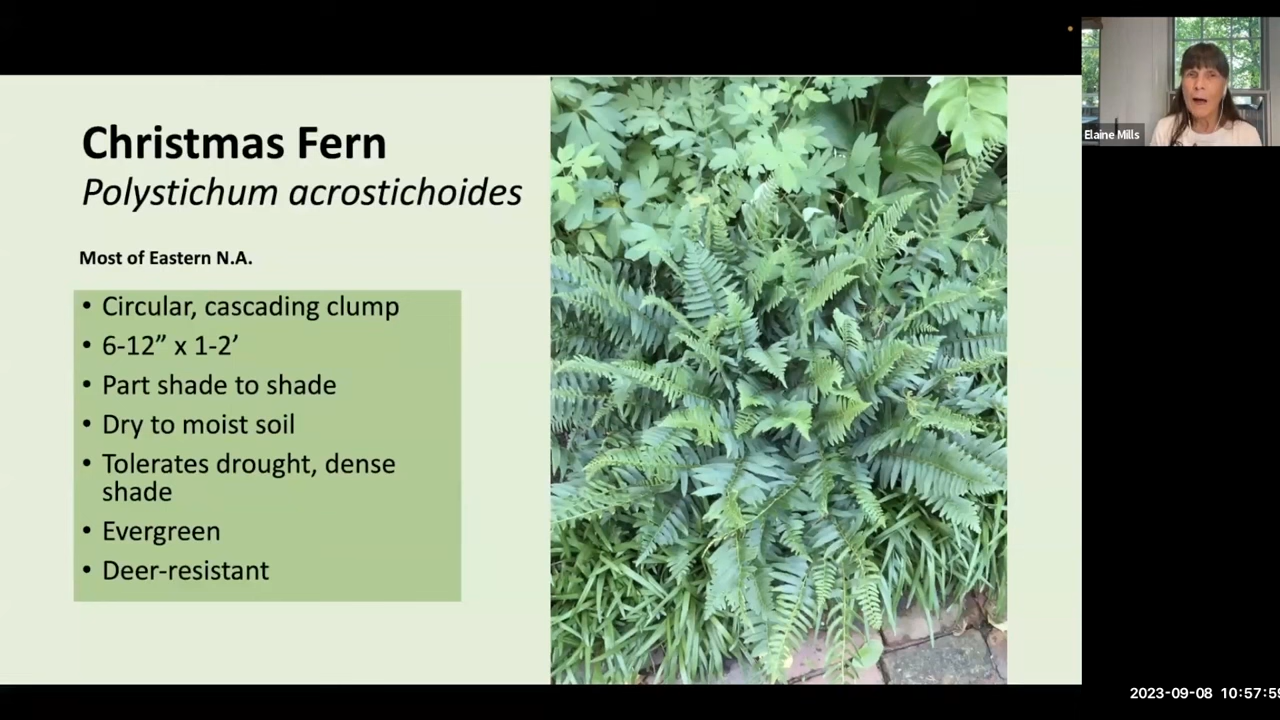 Christmas Fern
Polystichum acrostichoides
Most of Eastern N.A.
• Circular, cascading clump
• 6-12” x 1-2’
• Part shade to shade
• Dry to moist soil
• Tolerates drought, dense
shade
• Evergreen
• Deer-resistant
Elaine Mills
2023-09-08 10:57:59